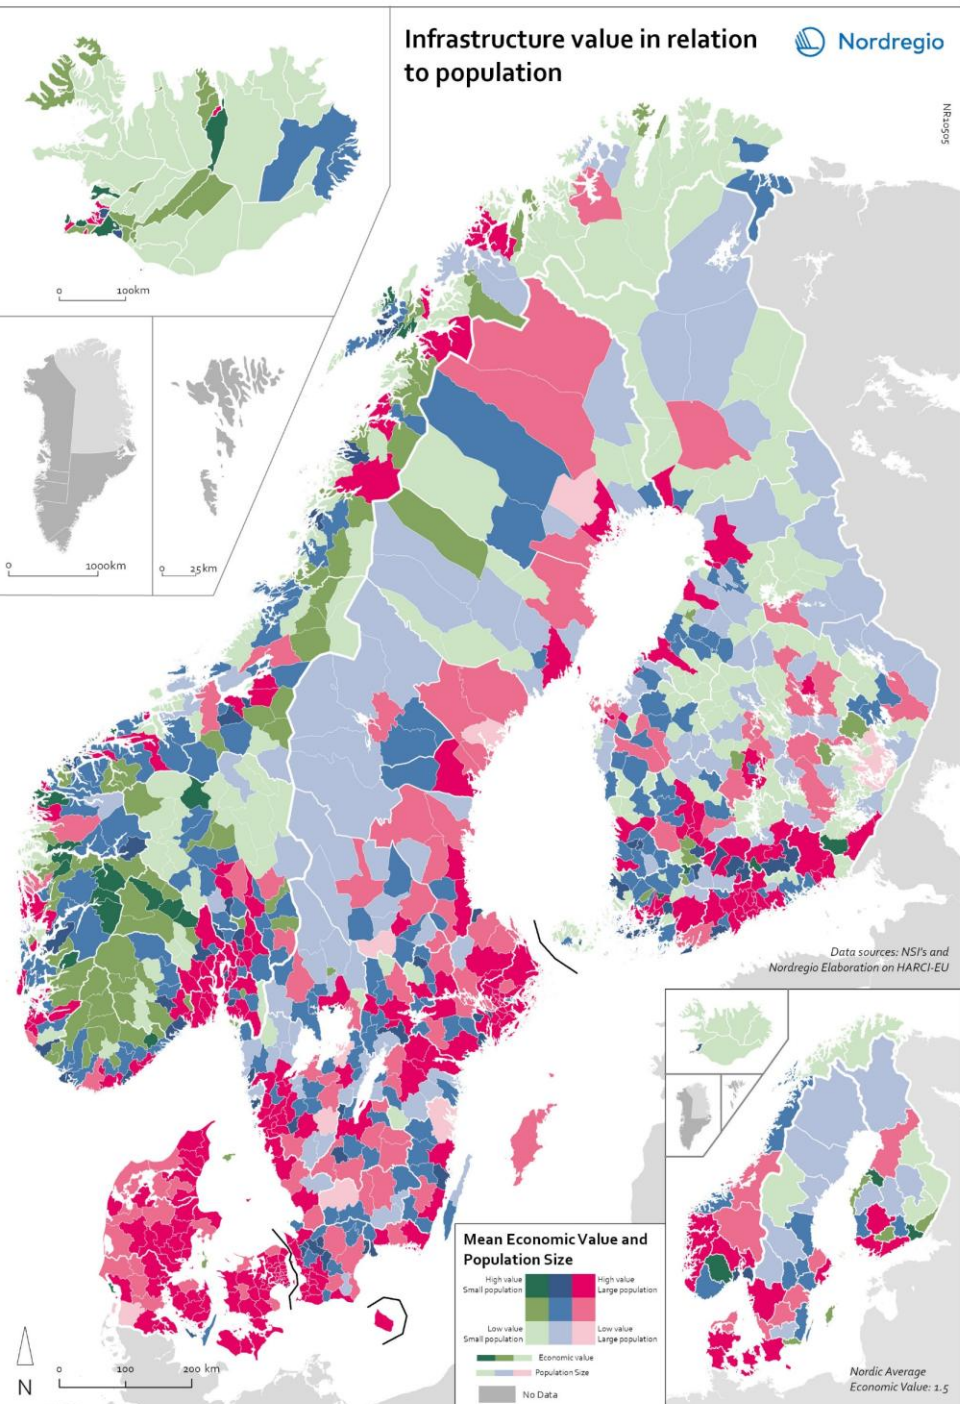 Infrastructure value in relation
to population
Nordregio
NR10505
0 100km
0 1000km
0 25km
Data sources: NSI's and
Nordregio Elaboration on HARCI-EU
Mean Economic Value and
Population Size
High value
Small population
High value
Large population
Low value
Small population
Low value
Large population
Economic value
Population Size
No Data
N
0 100 200 km
Nordic Average
Economic Value: 1.5